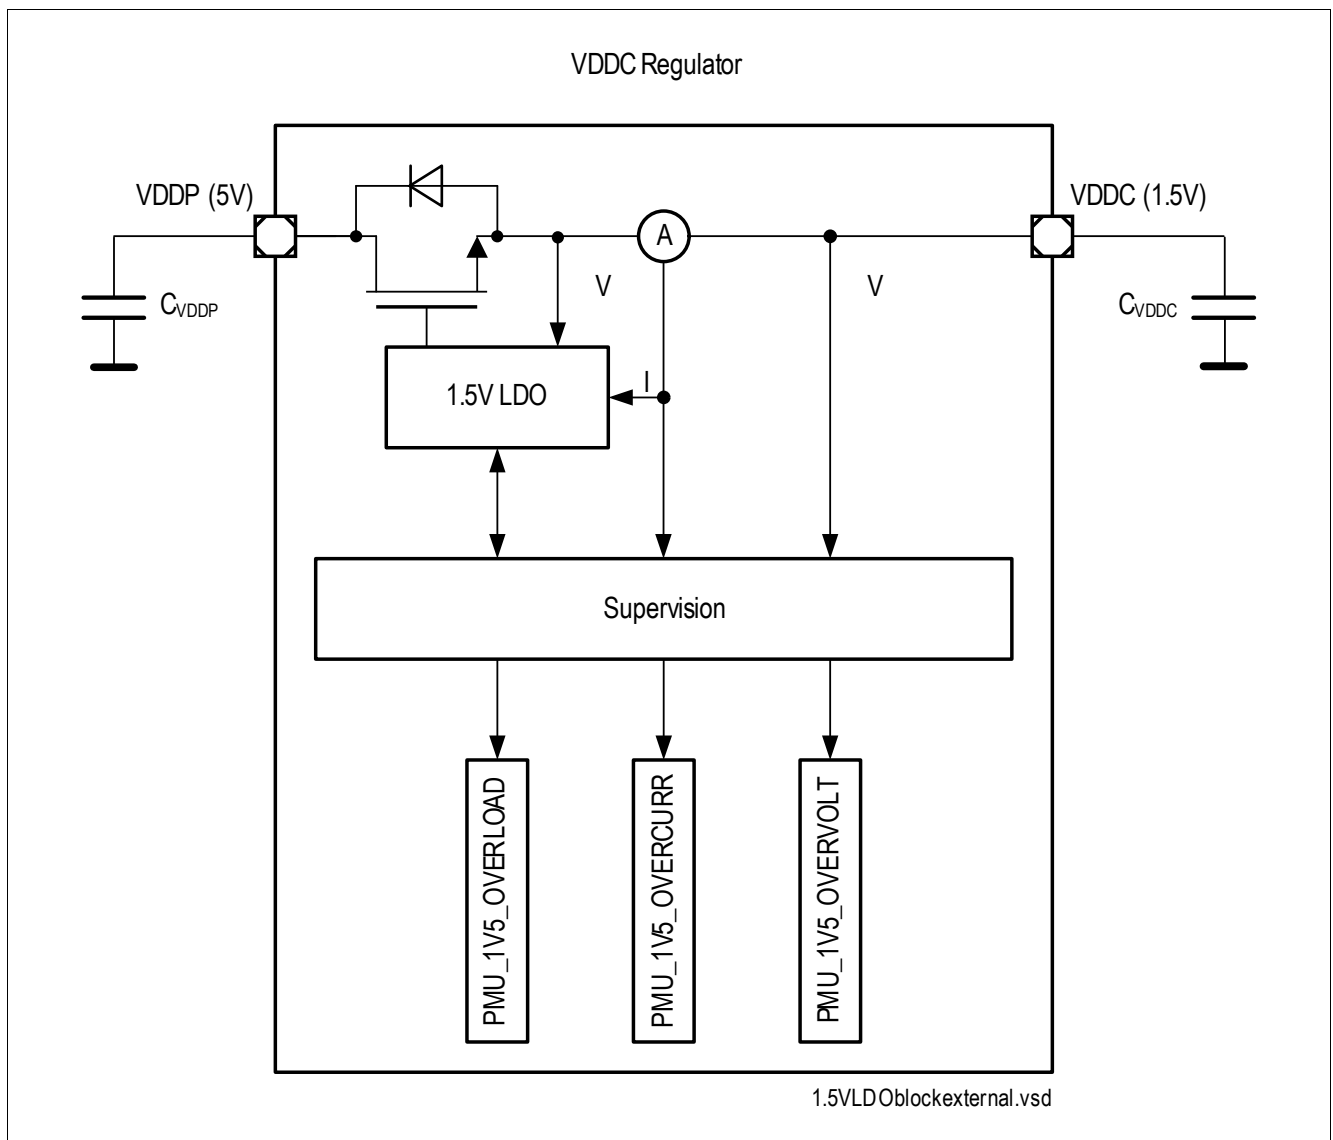 VDDC Regulator
VDDP (5V)
VDDC (1.5V)
A
V
V
CVDDP
CVDDC
I
1.5V LDO
Supervision
PMU_1V5_OVERLOAD
PMU_1V5_OVERCURR
PMU_1V5_OVERVOLT
1.5VLDOblockexternal.vsd